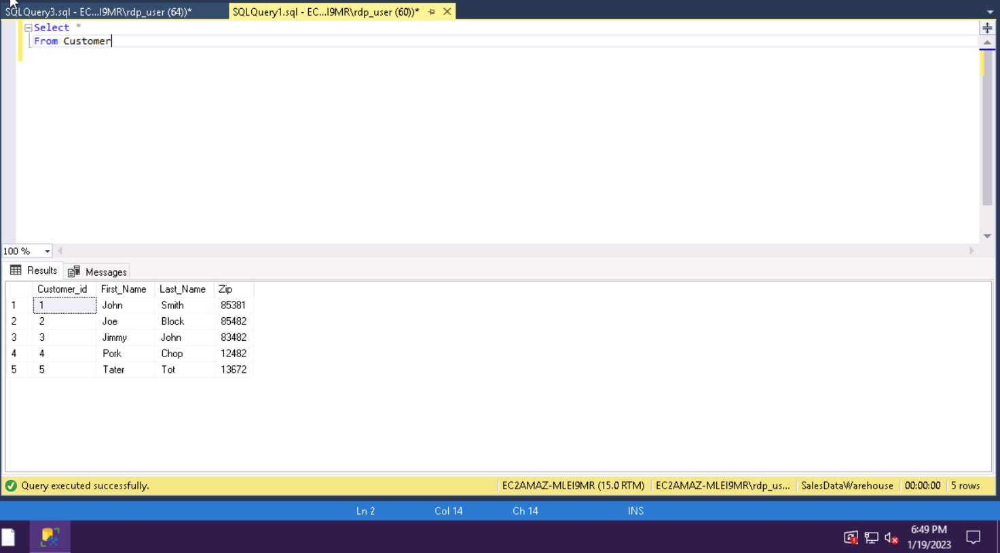 SQLQuery3.sql - EC...I9MR\rdp_user (64))* SQLQuery1.sql - EC...I9MR\rdp_user (60))*
Select *
From Customer
100 %
Results Messages
Customer_id First_Name Last_Name Zip
1 1 John Smith 85381
2 2 Joe Block 85482
3 3 Jimmy John 83482
4 4 Pork Chop 12482
5 5 Tater Tot 13672
Query executed successfully. EC2AMAZ-MLEI9MR (15.0 RTM) EC2AMAZ-MLEI9MR\rdp_us... SalesDataWarehouse 00:00:00 5 rows
Ln 2 Col 14 Ch 14 INS
6:49 PM
1/19/2023